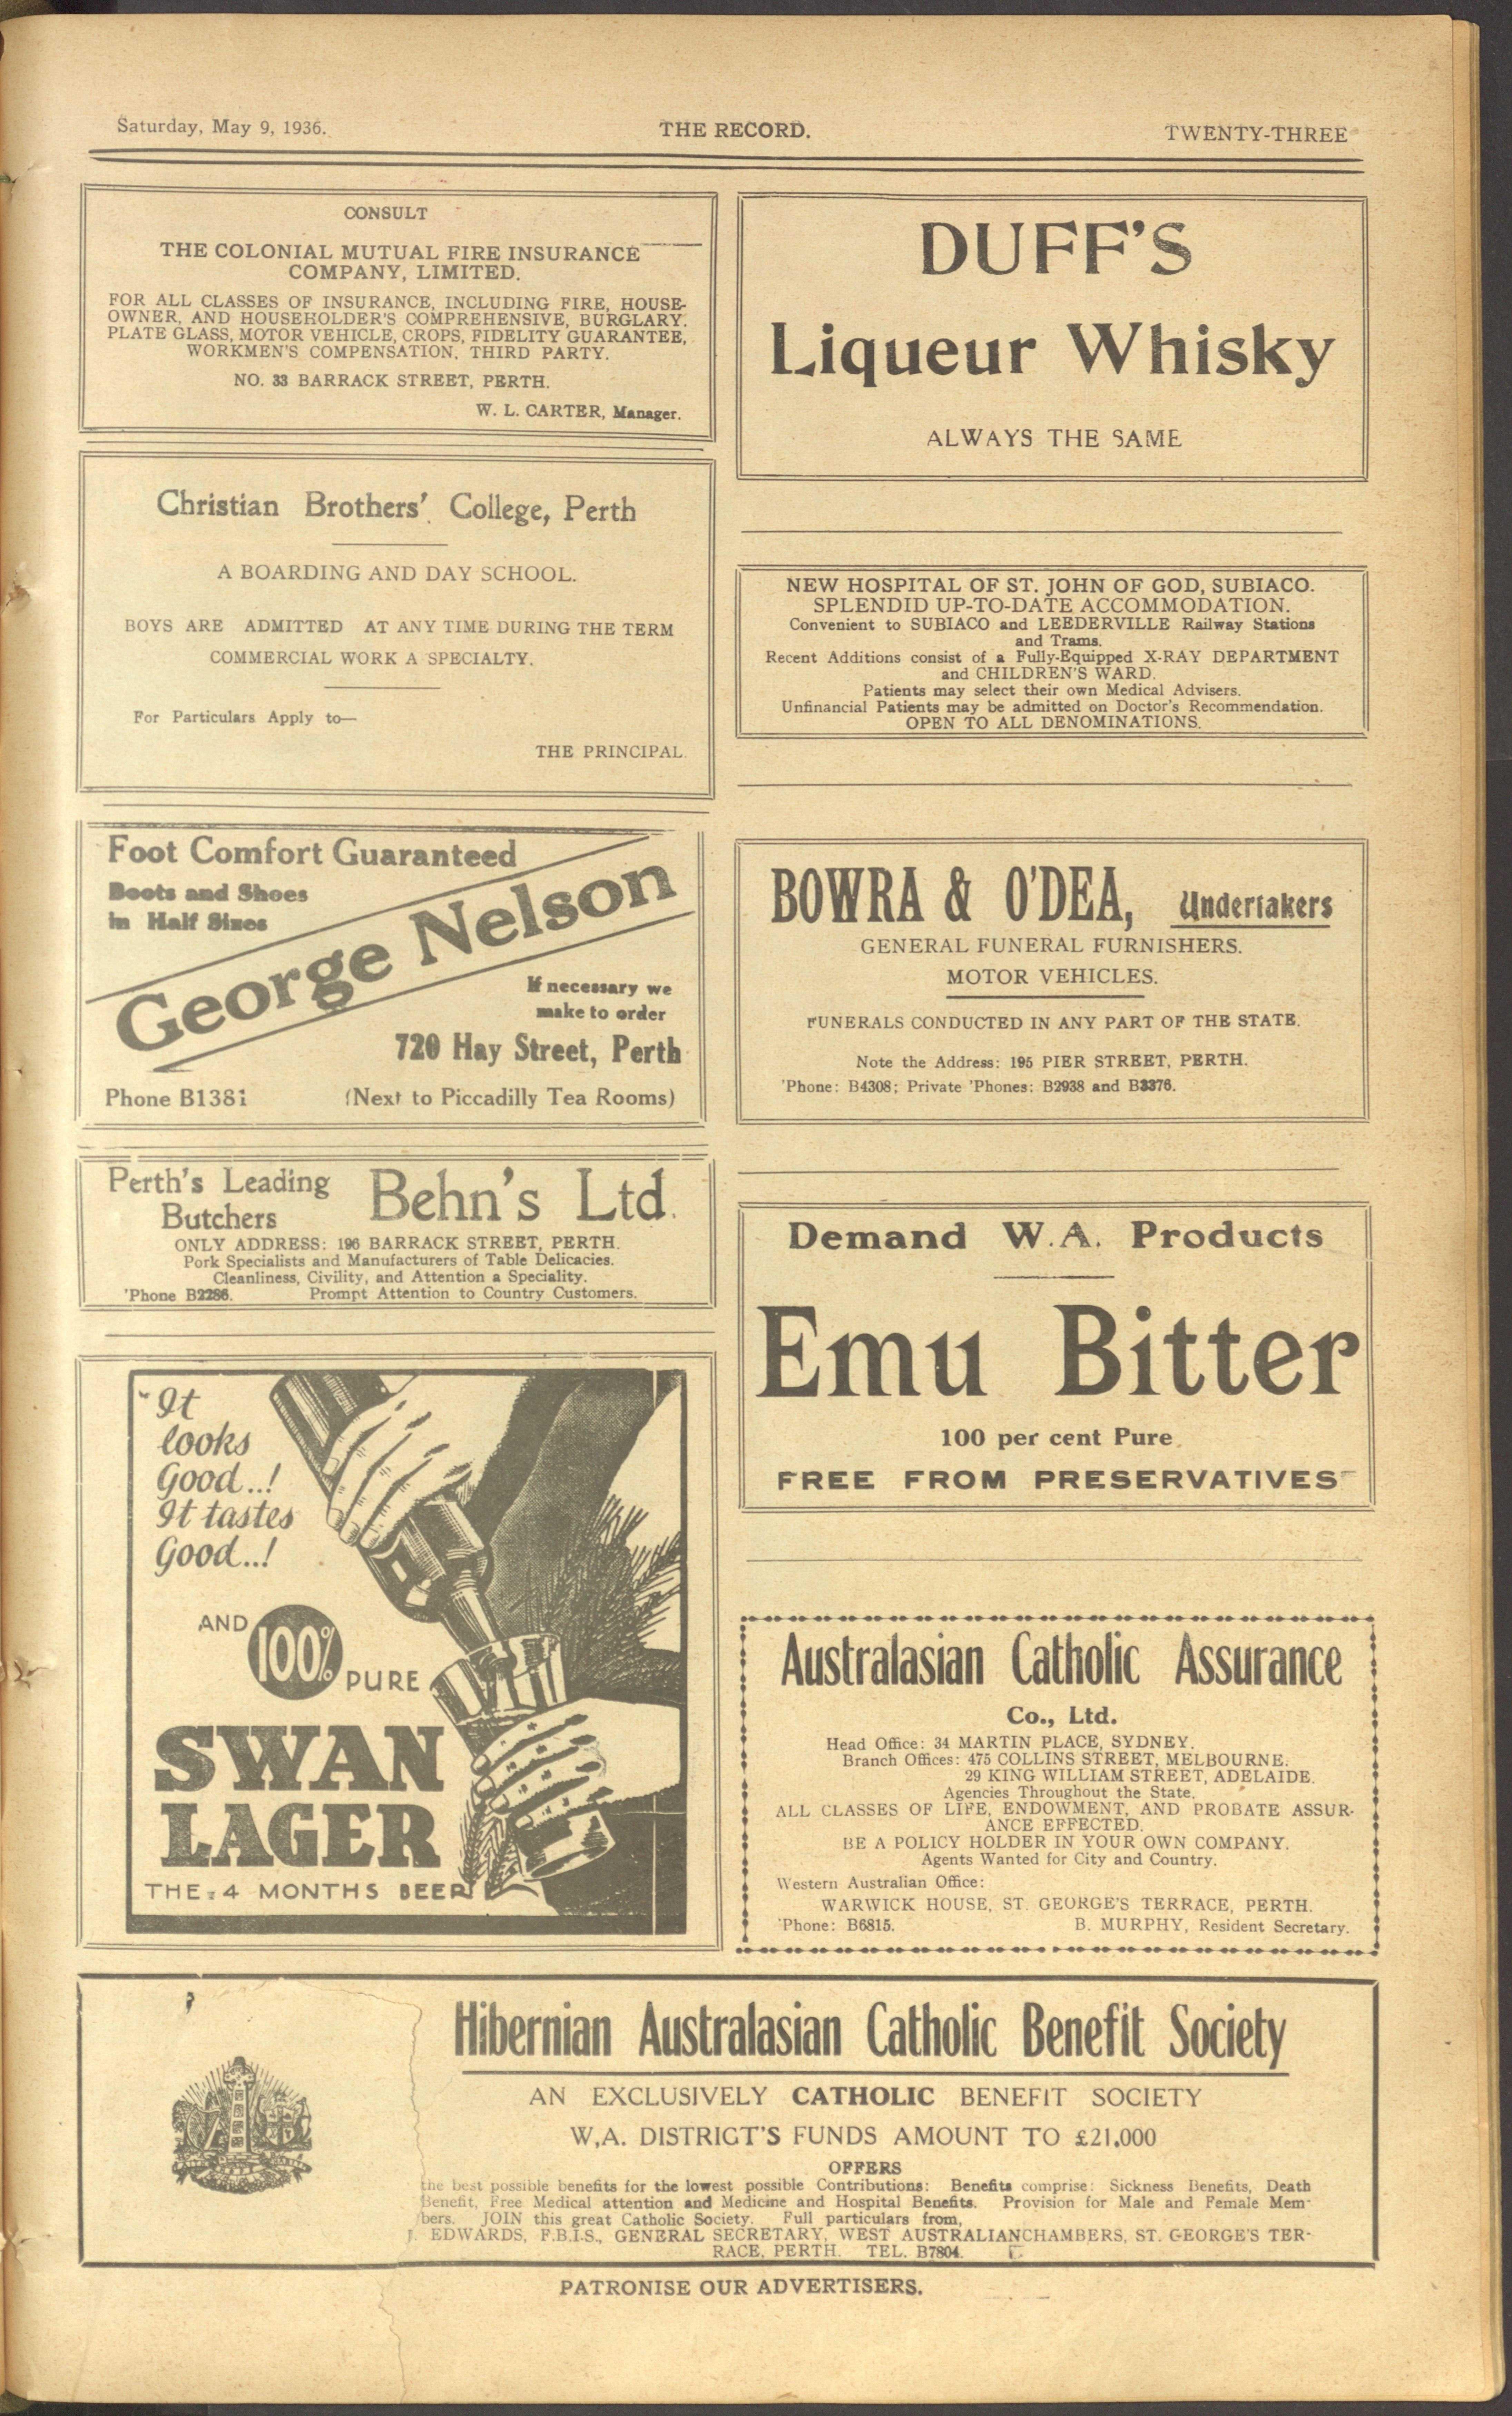 Saturday, May 9, 1936.
THE RECORD.
TWENTY-THREE
CONSULT
THE COLONIAL MUTUAL FIRE INSURANCE
COMPANY, LIMITED.
FOR ALL CLASSES OF INSURANCE, INCLUDING FIRE, HOUSE-
OWNER, AND HOUSEHOLDER'S COMPREHENSIVE, BURGLARY.
PLATE GLASS, MOTOR VEHICLE, CROPS, FIDELITY GUARANTEE,
WORKMEN'S COMPENSATION, THIRD PARTY.
NO. 33 BARRACK STREET, PERTH.
W. L. CARTER, Manager.
Christian Brothers' College, Perth
A BOARDING AND DAY SCHOOL.
BOYS ARE ADMITTED AT ANY TIME DURING THE TERM
COMMERCIAL WORK A SPECIALTY.
For Particulars Apply to—
THE PRINCIPAL.
Foot Comfort Guaranteed
Boots and Shoes
in Half Sizes
George Nelson
If necessary we
make to order
720 Hay Street, Perth
Phone B1381 (Next to Piccadilly Tea Rooms)
Perth's Leading
Butchers
Behn's Ltd.
ONLY ADDRESS: 196 BARRACK STREET, PERTH.
Pork Specialists and Manufacturers of Table Delicacies.
Cleanliness, Civility, and Attention a Speciality.
'Phone B2286. Prompt Attention to Country Customers.
"It
looks
Good..!
It tastes
Good..!
AND
100%
PURE
SWAN
LAGER
THE 4 MONTHS BEER
DUFF'S
Liqueur Whisky
ALWAYS THE SAME
NEW HOSPITAL OF ST. JOHN OF GOD, SUBIACO.
SPLENDID UP-TO-DATE ACCOMMODATION.
Convenient to SUBIACO and LEEDERVILLE Railway Stations
and Trams.
Recent Additions consist of a Fully-Equipped X-RAY DEPARTMENT
and CHILDREN'S WARD.
Patients may select their own Medical Advisers.
Unfinancial Patients may be admitted on Doctor's Recommendation.
OPEN TO ALL DENOMINATIONS.
BOWRA & O'DEA, Undertakers
GENERAL FUNERAL FURNISHERS.
MOTOR VEHICLES.
FUNERALS CONDUCTED IN ANY PART OF THE STATE.
Note the Address: 195 PIER STREET, PERTH.
'Phone: B4308; Private 'Phones: B2938 and B3376.
Demand W.A. Products
Emu Bitter
100 per cent Pure
FREE FROM PRESERVATIVES
Australasian Catholic Assurance
Co., Ltd.
Head Office: 34 MARTIN PLACE, SYDNEY.
Branch Offices: 475 COLLINS STREET, MELBOURNE.
29 KING WILLIAM STREET, ADELAIDE.
Agencies Throughout the State.
ALL CLASSES OF LIFE, ENDOWMENT, AND PROBATE ASSUR-
ANCE EFFECTED.
BE A POLICY HOLDER IN YOUR OWN COMPANY.
Agents Wanted for City and Country.
Western Australian Office:
WARWICK HOUSE, ST. GEORGE'S TERRACE, PERTH.
'Phone: B6815. B. MURPHY, Resident Secretary.
Hibernian Australasian Catholic Benefit Society
AN EXCLUSIVELY CATHOLIC BENEFIT SOCIETY
W,A. DISTRICT'S FUNDS AMOUNT TO £21,000
OFFERS
the best possible benefits for the lowest possible Contributions: Benefits comprise: Sickness Benefits, Death
Benefit, Free Medical attention and Medicine and Hospital Benefits. Provision for Male and Female Mem-
bers. JOIN this great Catholic Society. Full particulars from,
J. EDWARDS, F.B.I.S., GENERAL SECRETARY, WEST AUSTRALIANCHAMBERS, ST. GEORGE'S TER-
RACE, PERTH. TEL. B7804.
PATRONISE OUR ADVERTISERS.